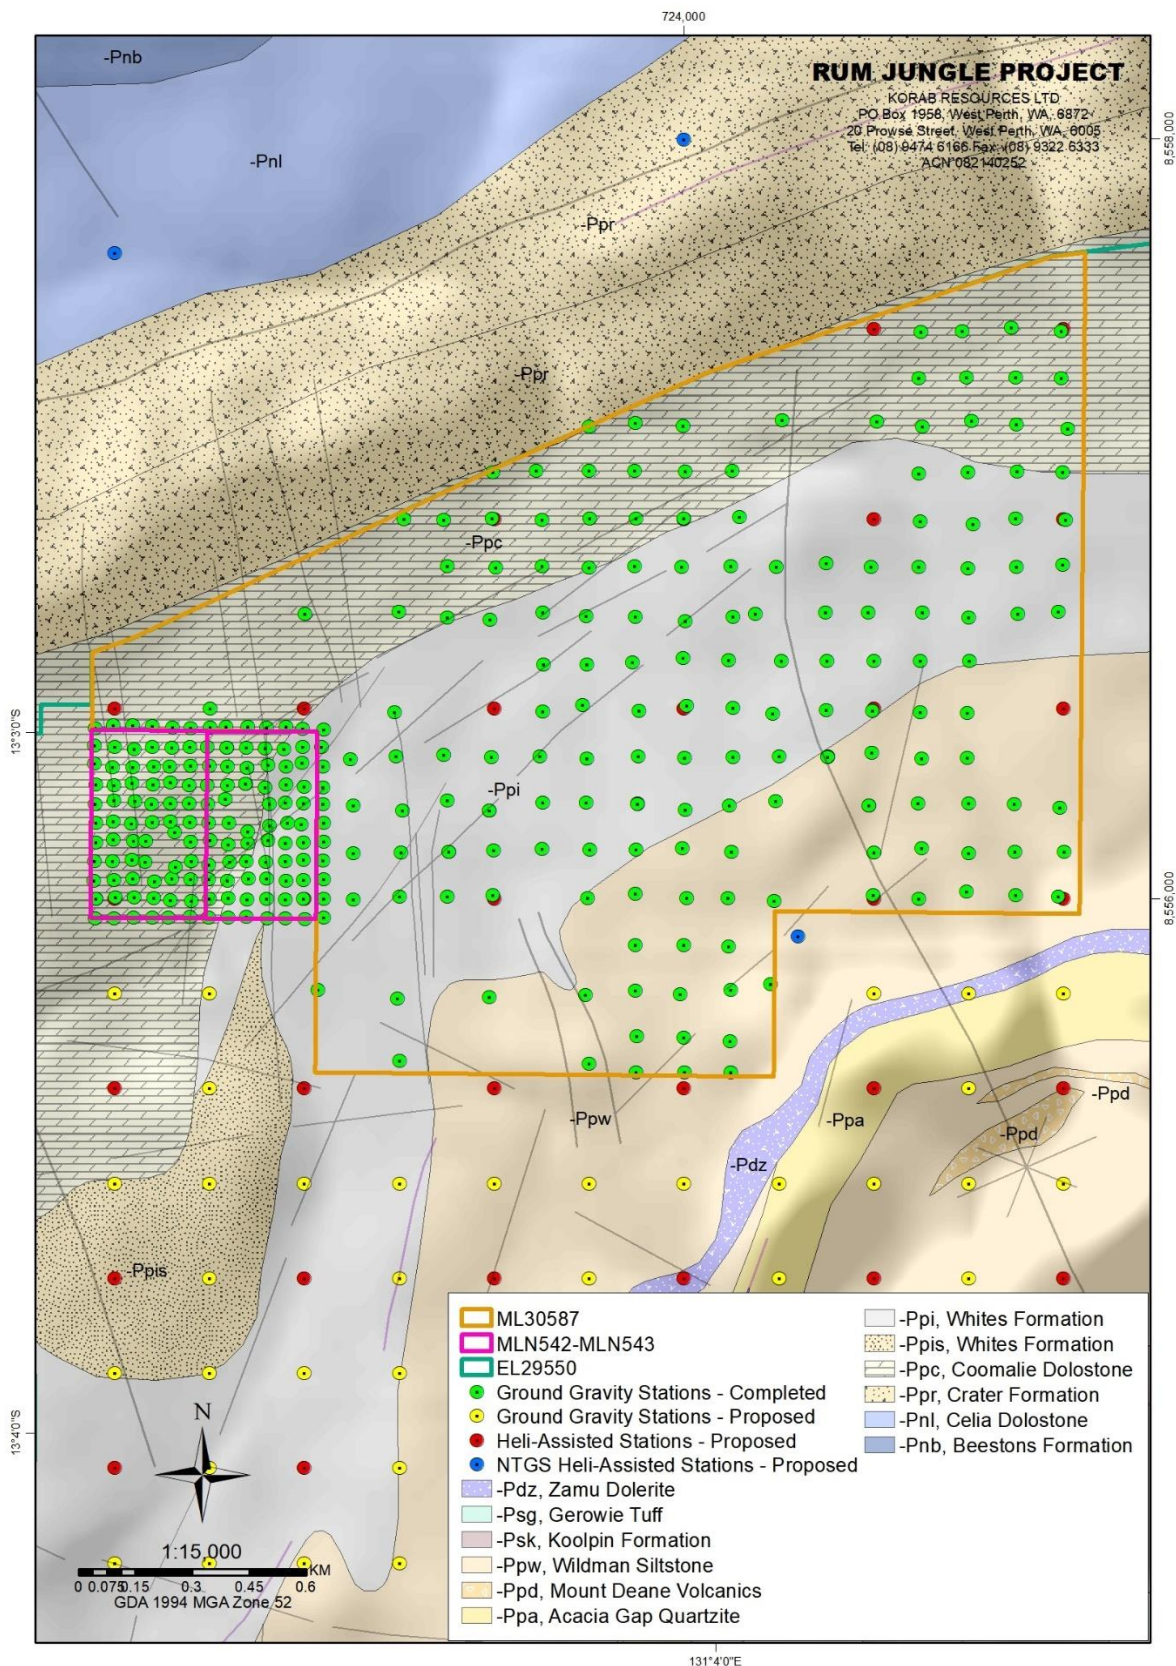 724,000
-Pnb
RUM JUNGLE PROJECT
KORAB RESOURCES LTD
PO Box 1958, West Perth, WA, 6872
20 Prowse Street, West Perth, WA, 6005
Tel: (08) 9474 6166 Fax: (08) 9322 6333
ACN 082140252
8,558,000
-Pnl
-Ppr
-Ppr
-Ppc
13°3'0"S
-Ppi
8,556,000
-Ppw
-Ppa
-Ppd
-Ppd
-Pdz
-Ppis
13°4'0"S
N
1:15,000
0 0.075 0.15 0.3 0.45 0.6
KM
GDA 1994 MGA Zone 52
ML30587
MLN542-MLN543
EL29550
Ground Gravity Stations - Completed
Ground Gravity Stations - Proposed
Heli-Assisted Stations - Proposed
NTGS Heli-Assisted Stations - Proposed
-Pdz, Zamu Dolerite
-Psg, Gerowie Tuff
-Psk, Koolpin Formation
-Ppw, Wildman Siltstone
-Ppd, Mount Deane Volcanics
-Ppa, Acacia Gap Quartzite
-Ppi, Whites Formation
-Ppis, Whites Formation
-Ppc, Coomalie Dolostone
-Ppr, Crater Formation
-Pnl, Celia Dolostone
-Pnb, Beestons Formation
131°4'0"E